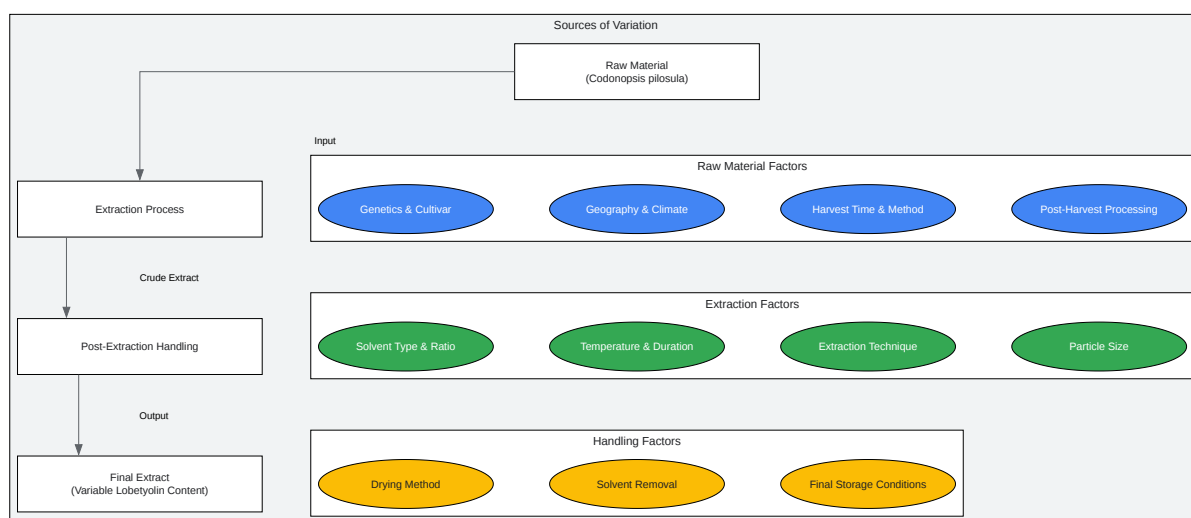 Sources of Variation
Raw Material
(Codonopsis pilosula)
Input
Raw Material Factors
Extraction Process
Genetics & Cultivar
Geography & Climate
Harvest Time & Method
Post-Harvest Processing
Crude Extract
Extraction Factors
Post-Extraction Handling
Solvent Type & Ratio
Temperature & Duration
Extraction Technique
Particle Size
Output
Handling Factors
Final Extract
(Variable Lobetyolin Content)
Drying Method
Solvent Removal
Final Storage Conditions